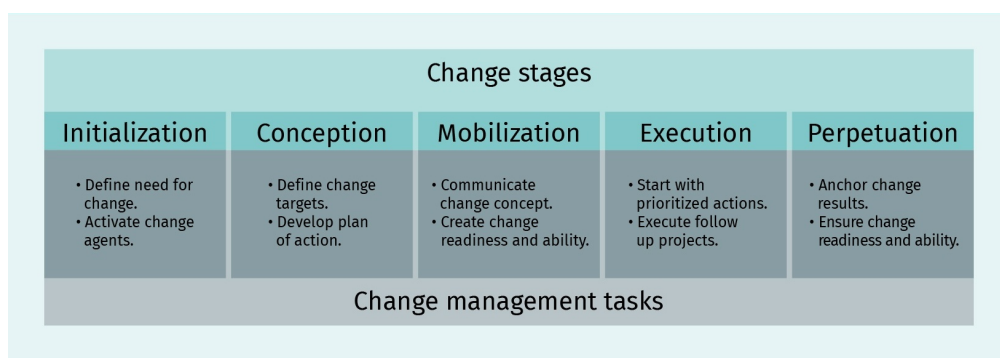 Change stages
Initialization
Conception
Mobilization
Execution
Perpetuation
• Define need for
change.
• Activate change
agents.
• Define change
targets.
• Develop plan
of action.
• Communicate
change concept.
• Create change
readiness and ability.
• Start with
prioritized actions.
• Execute follow
up projects.
• Anchor change
results.
• Ensure change
readiness and ability.
Change management tasks